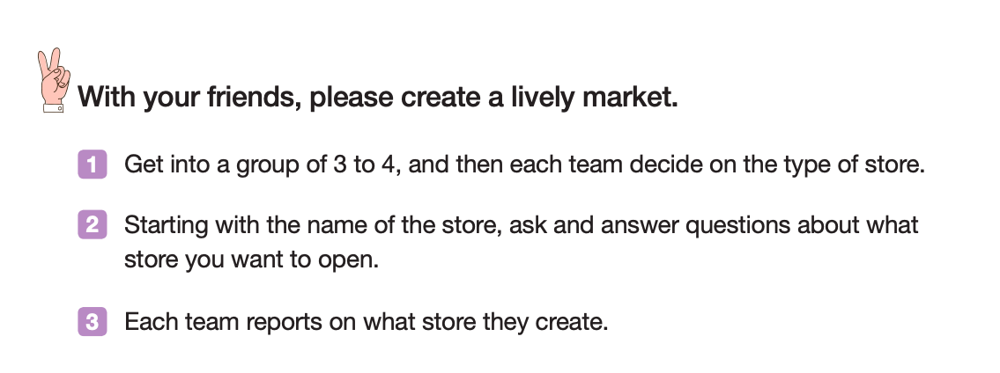 With your friends, please create a lively market.
1 Get into a group of 3 to 4, and then each team decide on the type of store.
2 Starting with the name of the store, ask and answer questions about what
store you want to open.
3 Each team reports on what store they create.